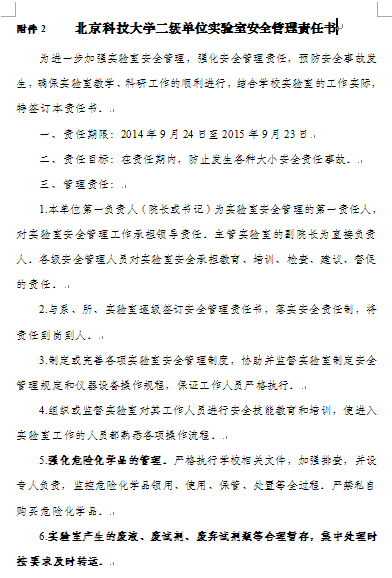 附件 2 北京科技大学二级单位实验室安全管理责任书
为进一步加强实验室安全管理，强化安全管理责任，预防安全事故发
生，确保实验室教学、科研工作的顺利进行，结合学校实验室的工作实际，
特签订本责任书。
一、责任期限：2014 年 9 月 24 日至 2015 年 9 月 23 日。
二、责任目标：在责任期内，防止发生各种大小安全责任事故。
三、管理责任：
1.本单位第一负责人（院长或书记）为实验室安全管理的第一责任人，
对实验室安全管理工作承担领导责任。主管实验室的副院长为直接负责
人。各级安全管理人员对实验室安全承担教育、培训、检查、建议、督促
的责任。
2.与系、所、实验室逐级签订安全管理责任书，落实安全责任制，将
责任到岗到人。
3.制定或完善各项实验室安全管理制度，协助并监督实验室制定安全
管理规定和仪器设备操作规程，保证工作人员严格执行。
4.组织或监督实验室对其工作人员进行安全技能教育和培训，使进入
实验室工作的人员都熟悉各项操作流程。
5.强化危险化学品的管理。严格执行学校相关文件，加强排查，并设
专人负责，监控危险化学品领用、使用、保管、处置等全过程。严禁私自
购买危险化学品。
6.实验室产生的废液、废试剂、废弃试剂瓶等合理暂存，集中处理时
按要求及时转运。